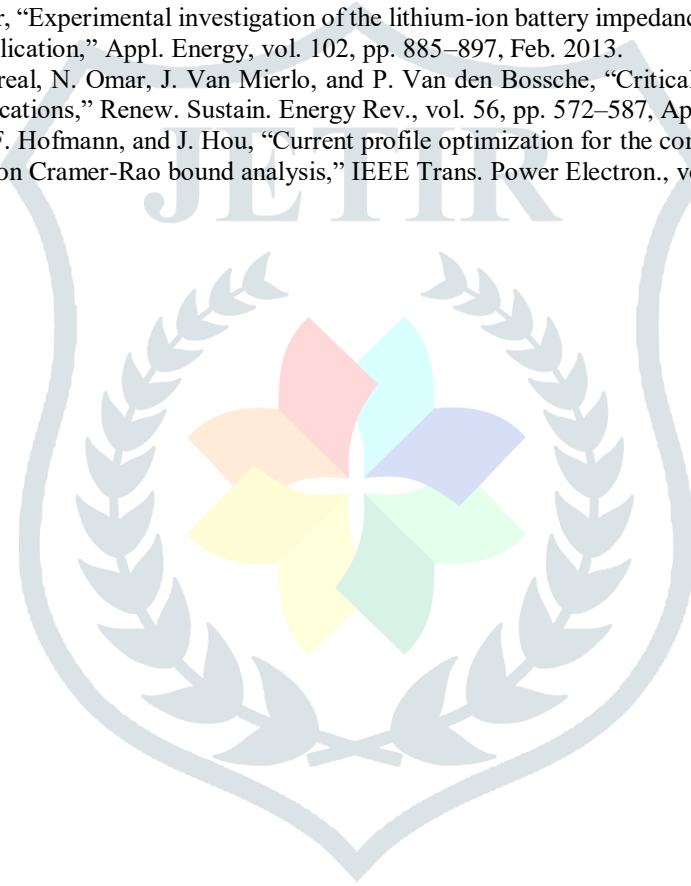 r, “Experimental investigation of the lithium-ion battery impedanc
lication,” Appl. Energy, vol. 102, pp. 885–897, Feb. 2013.
real, N. Omar, J. Van Mierlo, and P. Van den Bossche, “Critical
cations,” Renew. Sustain. Energy Rev., vol. 56, pp. 572–587, Ap
F. Hofmann, and J. Hou, “Current profile optimization for the con
on Cramer-Rao bound analysis,” IEEE Trans. Power Electron., v
JETIR